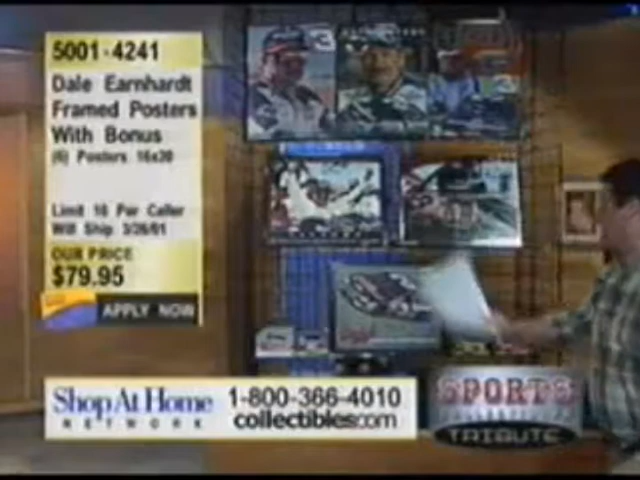 5001-4241
Dale Earnhardt
Framed Posters
With Bonus
(6) Posters 16x20
Limit 10 Per Caller
Will Ship 3/26/01
OUR PRICE
$79.95
APPLY NOW
Shop At Home
NETWORK
1-800-366-4010
collectibles.com
SPORTS
TRIBUTE
3